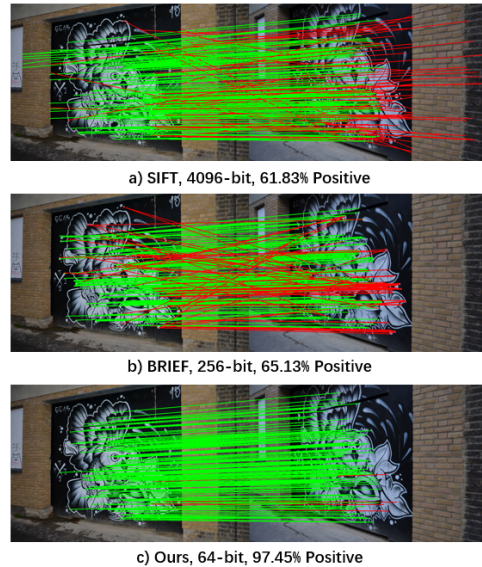 a) SIFT, 4096-bit, 61.83% Positive
b) BRIEF, 256-bit, 65.13% Positive
c) Ours, 64-bit, 97.45% Positive